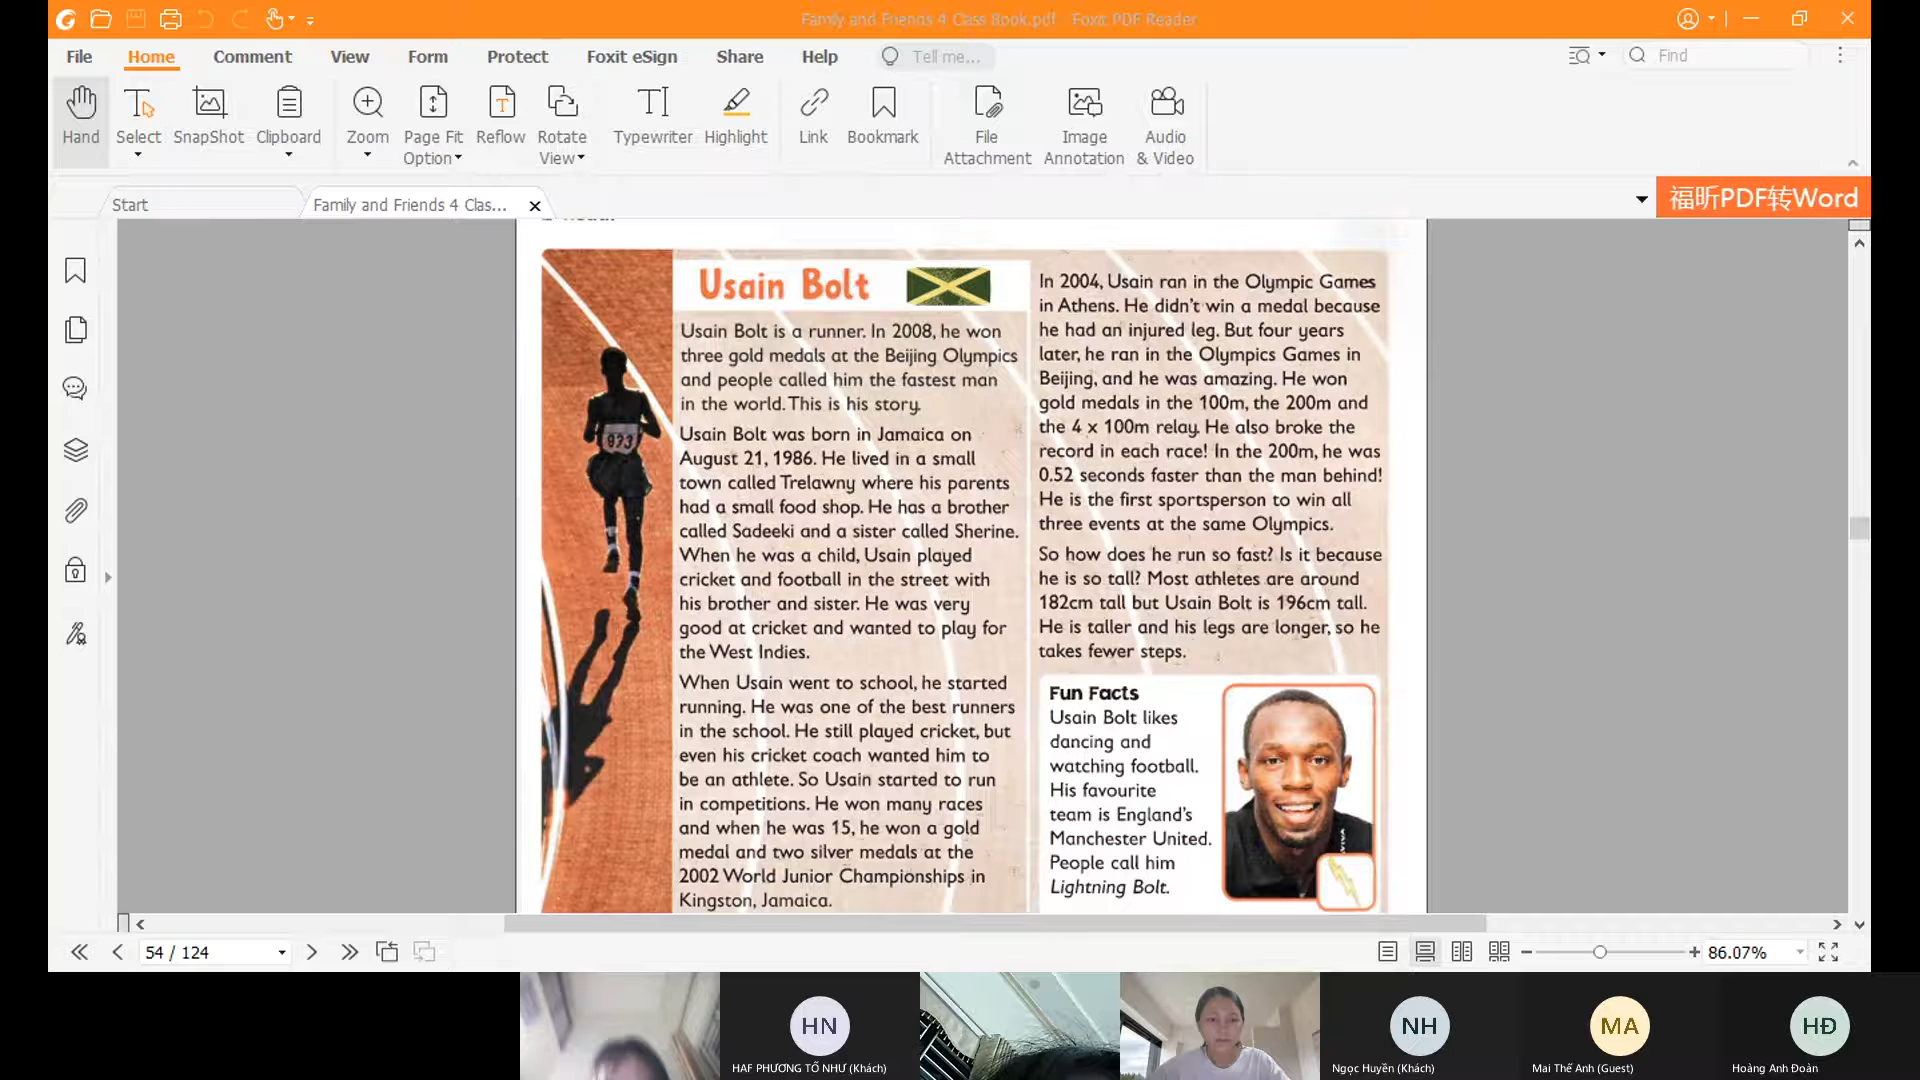 Family and Friends 4 Class Book.pdf - Foxit PDF Reader
File Home Comment View Form Protect Foxit eSign Share Help Tell me... Find
Hand Select SnapShot Clipboard Zoom Page Fit Option Reflow Rotate View Typewriter Highlight Link Bookmark File Attachment Image Annotation Audio & Video
Start Family and Friends 4 Clas... 福昕PDF转Word
Usain Bolt
Usain Bolt is a runner. In 2008, he won
three gold medals at the Beijing Olympics
and people called him the fastest man
in the world. This is his story.
Usain Bolt was born in Jamaica on
August 21, 1986. He lived in a small
town called Trelawny where his parents
had a small food shop. He has a brother
called Sadeeki and a sister called Sherine.
When he was a child, Usain played
cricket and football in the street with
his brother and sister. He was very
good at cricket and wanted to play for
the West Indies.
When Usain went to school, he started
running. He was one of the best runners
in the school. He still played cricket, but
even his cricket coach wanted him to
be an athlete. So Usain started to run
in competitions. He won many races
and when he was 15, he won a gold
medal and two silver medals at the
2002 World Junior Championships in
Kingston, Jamaica.
In 2004, Usain ran in the Olympic Games
in Athens. He didn't win a medal because
he had an injured leg. But four years
later, he ran in the Olympics Games in
Beijing, and he was amazing. He won
gold medals in the 100m, the 200m and
the 4 x 100m relay. He also broke the
record in each race! In the 200m, he was
0.52 seconds faster than the man behind!
He is the first sportsperson to win all
three events at the same Olympics.
So how does he run so fast? Is it because
he is so tall? Most athletes are around
182cm tall but Usain Bolt is 196cm tall.
He is taller and his legs are longer, so he
takes fewer steps.
Fun Facts
Usain Bolt likes
dancing and
watching football.
His favourite
team is England's
Manchester United.
People call him
Lightning Bolt.
933
54 / 124 86.07%
HN NH MA HĐ
HAF PHƯƠNG TỐ NHƯ (Khách) Ngọc Huyền (Khách) Mai Thế Anh (Guest) Hoàng Anh Đoàn